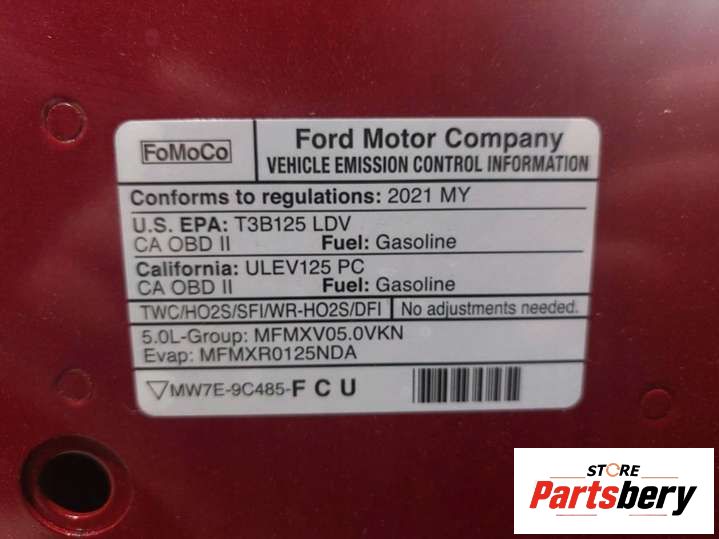 FoMoCo
Ford Motor Company
VEHICLE EMISSION CONTROL INFORMATION
Conforms to regulations: 2021 MY
U.S. EPA: T3B125 LDV
CA OBD II Fuel: Gasoline
California: ULEV125 PC
CA OBD II Fuel: Gasoline
TWC/HO2S/SFI/WR-HO2S/DFI No adjustments needed.
5.0L-Group: MFMXV05.0VKN
Evap: MFMXR0125NDA
MW7E-9C485-FCU
STORE
Partsbery